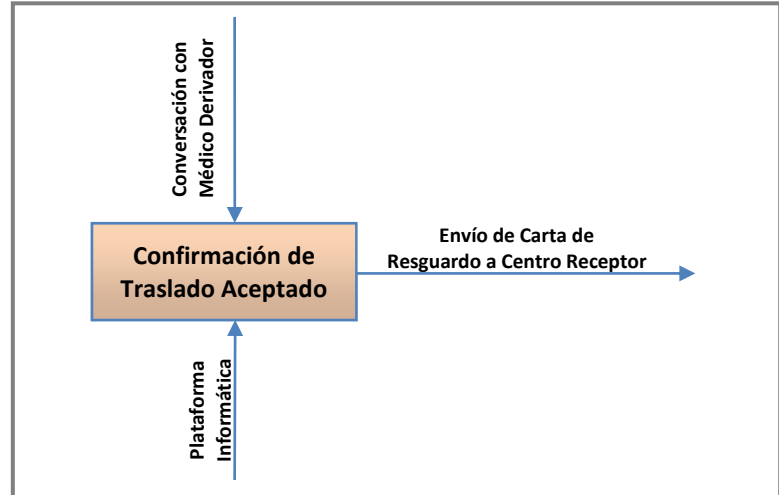 Conversación con
Médico Derivador
Confirmación de
Traslado Aceptado
Envío de Carta de
Resguardo a Centro Receptor
Plataforma
Informática